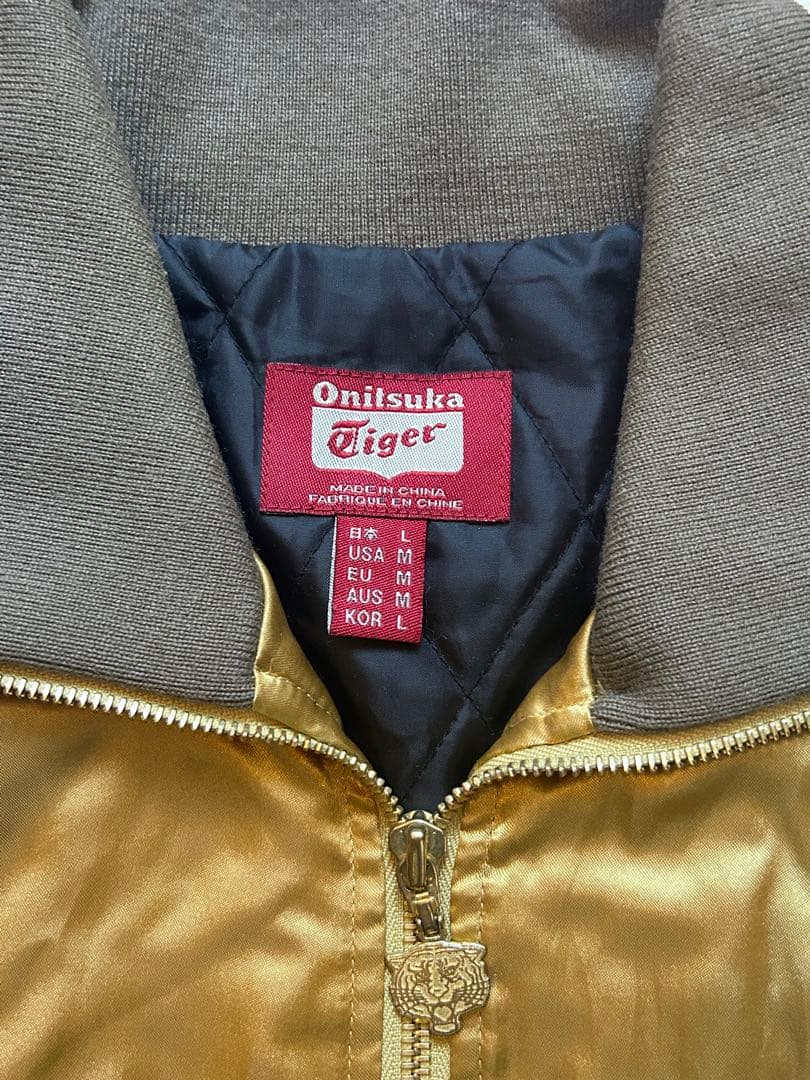 Onitsuka
Tiger
MADE IN CHINA
FABRIQUE EN CHINE
日本 L
USA M
EU M
AUS M
KOR L